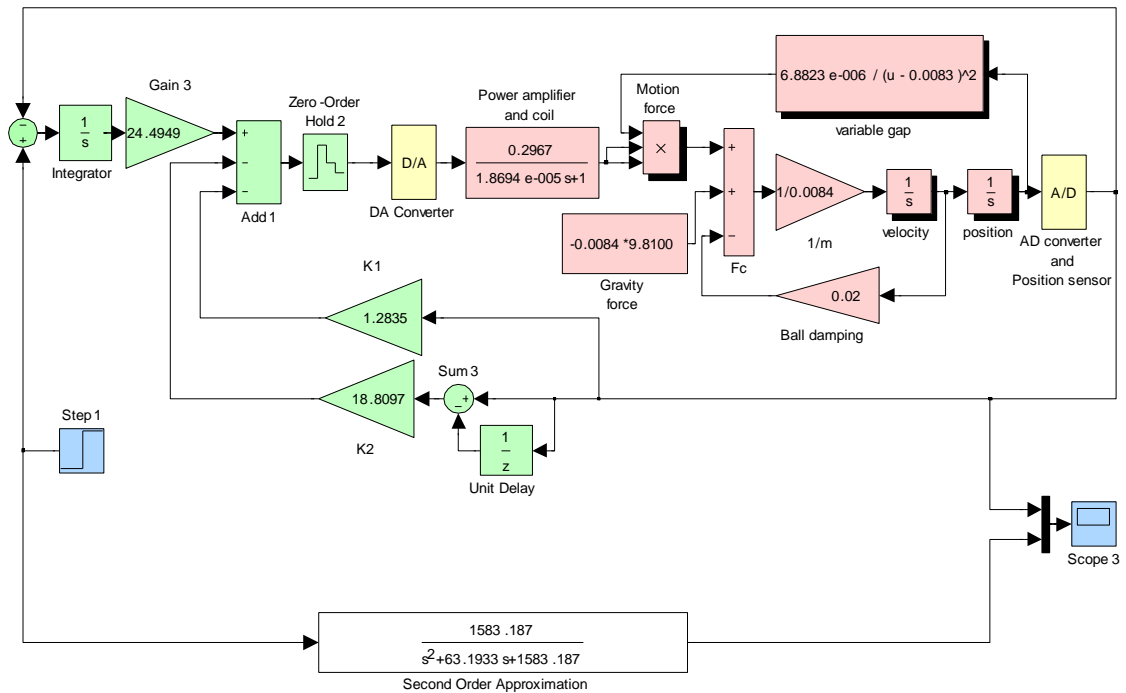 Gain 3
24.4949
1
s
Integrator
−
+
+
−
−
Add 1
Zero -Order
Hold 2
D/A
DA Converter
Power amplifier
and coil
0.2967
1.8694 e-005 s+1
Motion
force
×
6.8823 e-006 / (u - 0.0083 )^2
variable gap
-0.0084 *9.8100
Gravity
force
+
+
−
Fc
1/0.0084
1/m
1
s
velocity
1
s
position
A/D
AD converter
and
Position sensor
0.02
Ball damping
K1
1.2835
18.8097
K2
Sum 3
−
+
1
z
Unit Delay
Step 1
Scope 3
1583 .187
s2+63 .1933 s+1583 .187
Second Order Approximation